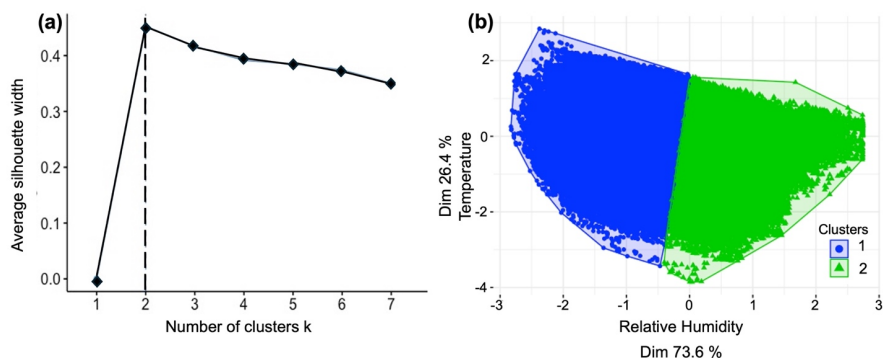 (a)
Average silhouette width
0.4
0.3
0.2
0.1
0.0
1 2 3 4 5 6 7
Number of clusters k
(b)
Dim 26.4 %
Temperature
2
0
-2
-4
-3 -2 -1 0 1 2 3
Relative Humidity
Dim 73.6 %
Clusters
1
2